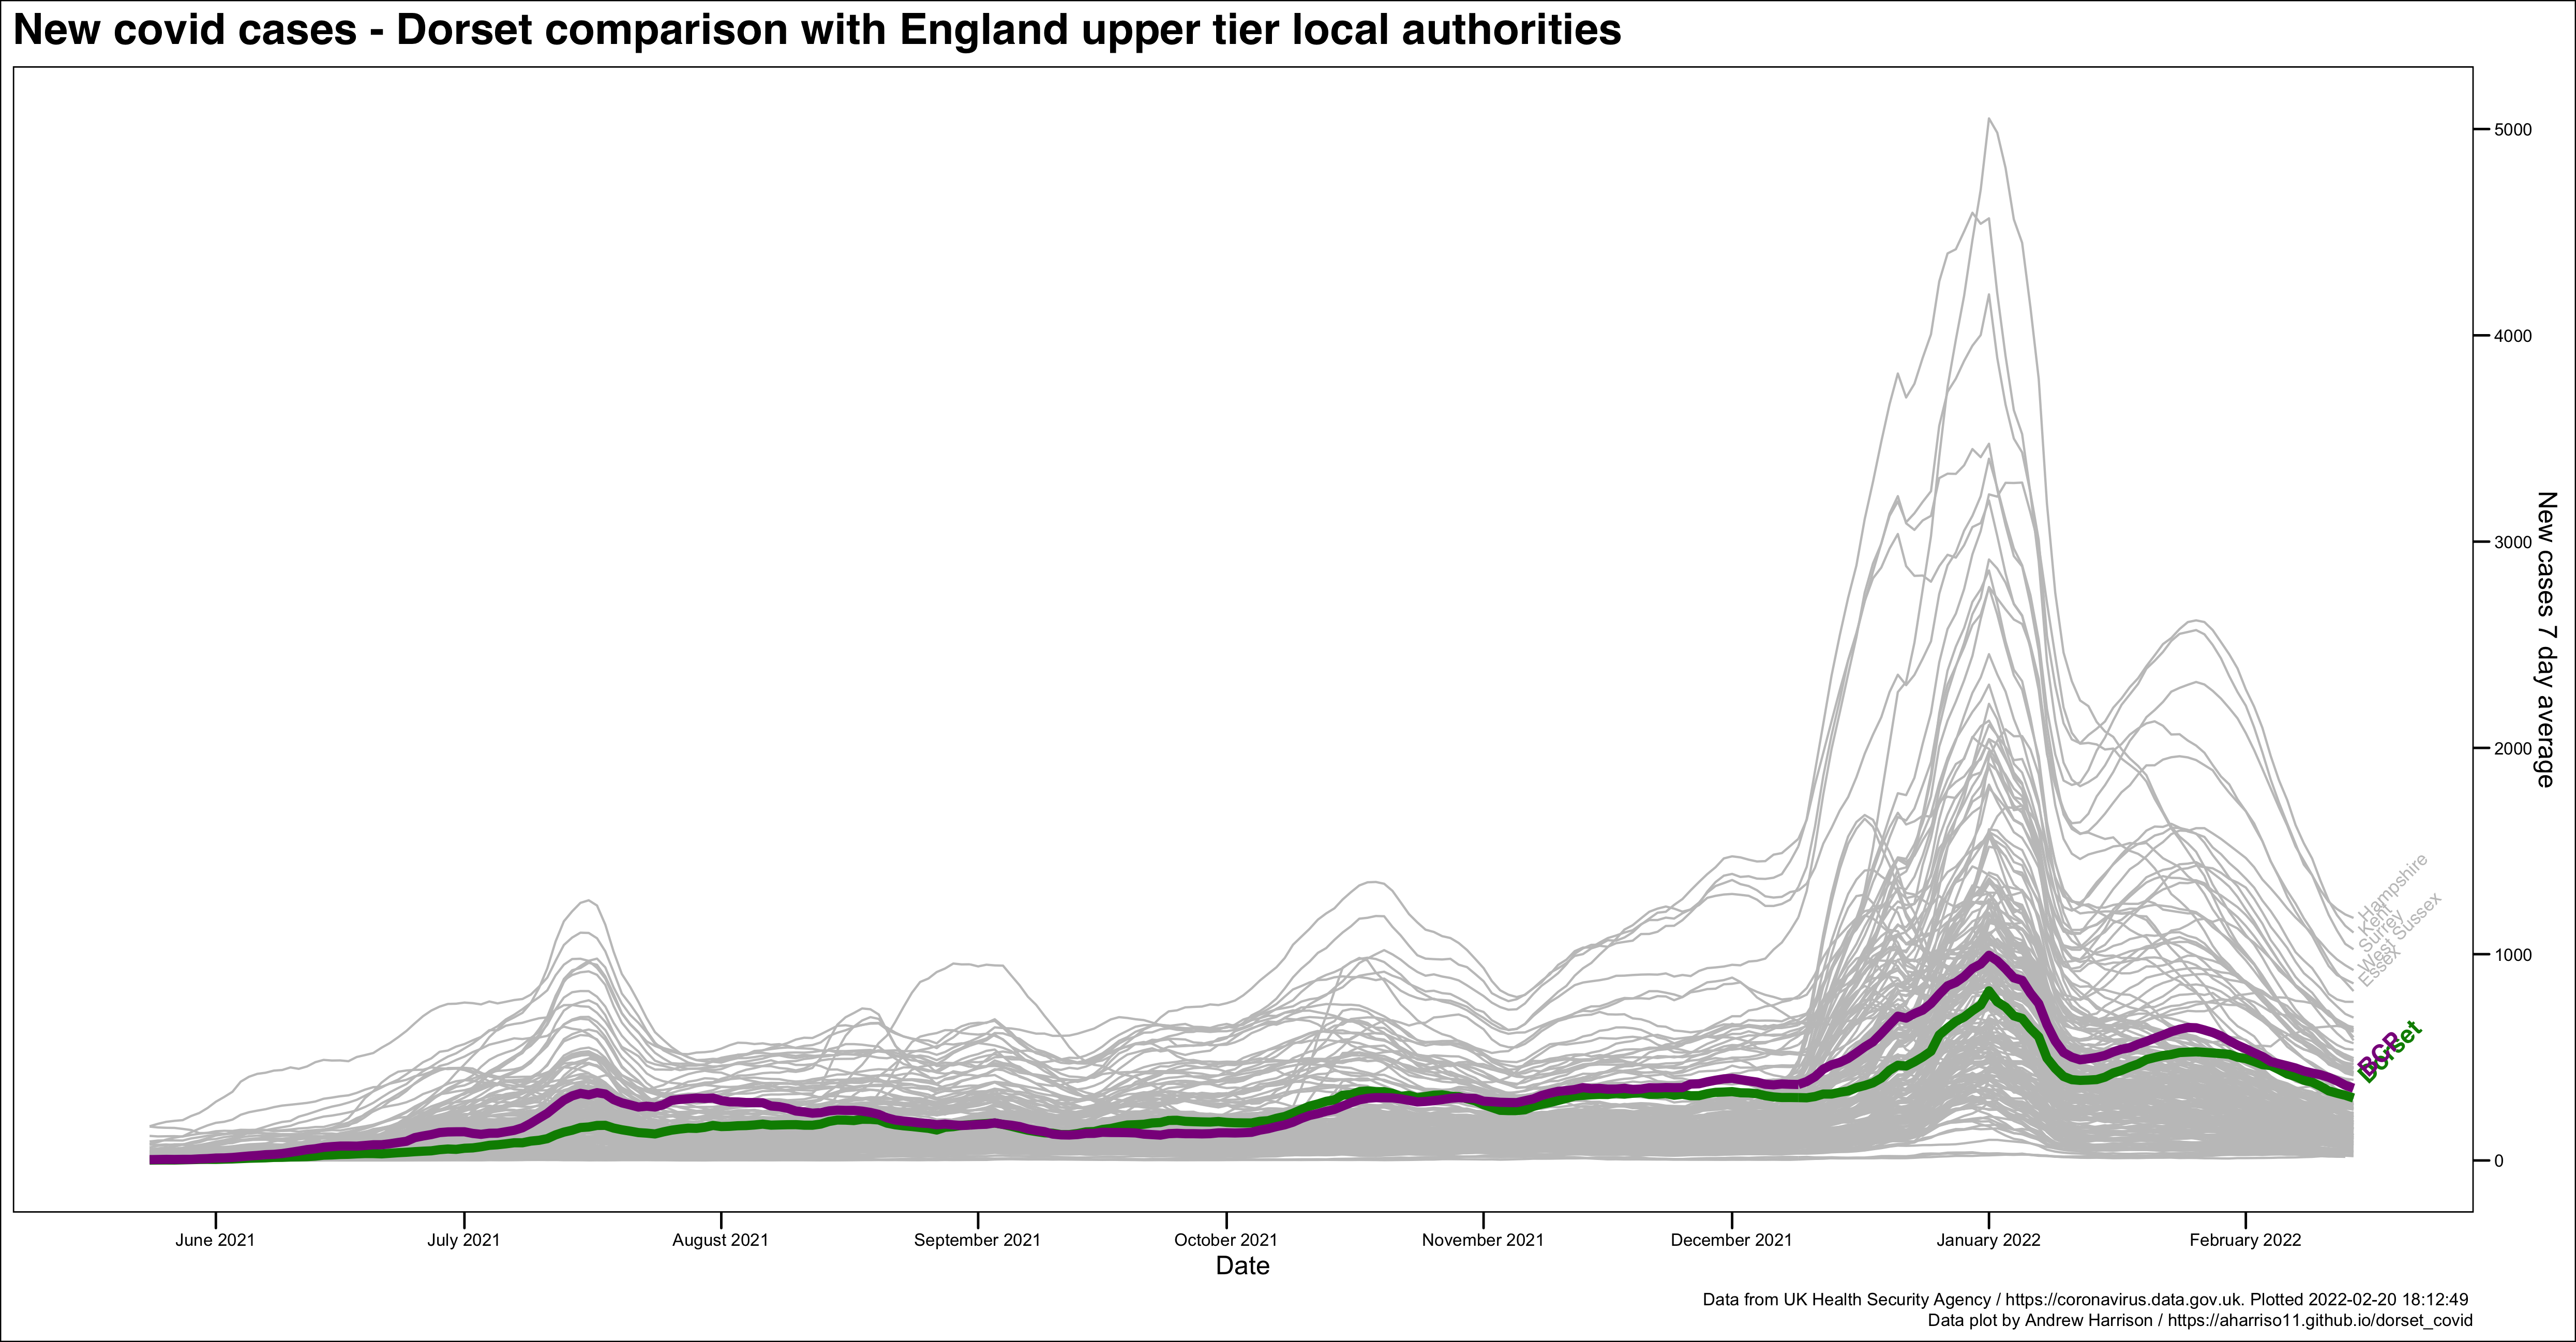 New covid cases - Dorset comparison with England upper tier local authorities
5000
4000
3000
2000
1000
0
New cases 7 day average
Hampshire
Kent
Surrey
West Sussex
Essex
BCP
Dorset
June 2021
July 2021
August 2021
September 2021
October 2021
November 2021
December 2021
January 2022
February 2022
Date
Data from UK Health Security Agency / https://coronavirus.data.gov.uk. Plotted 2022-02-20 18:12:49
Data plot by Andrew Harrison / https://aharriso11.github.io/dorset_covid